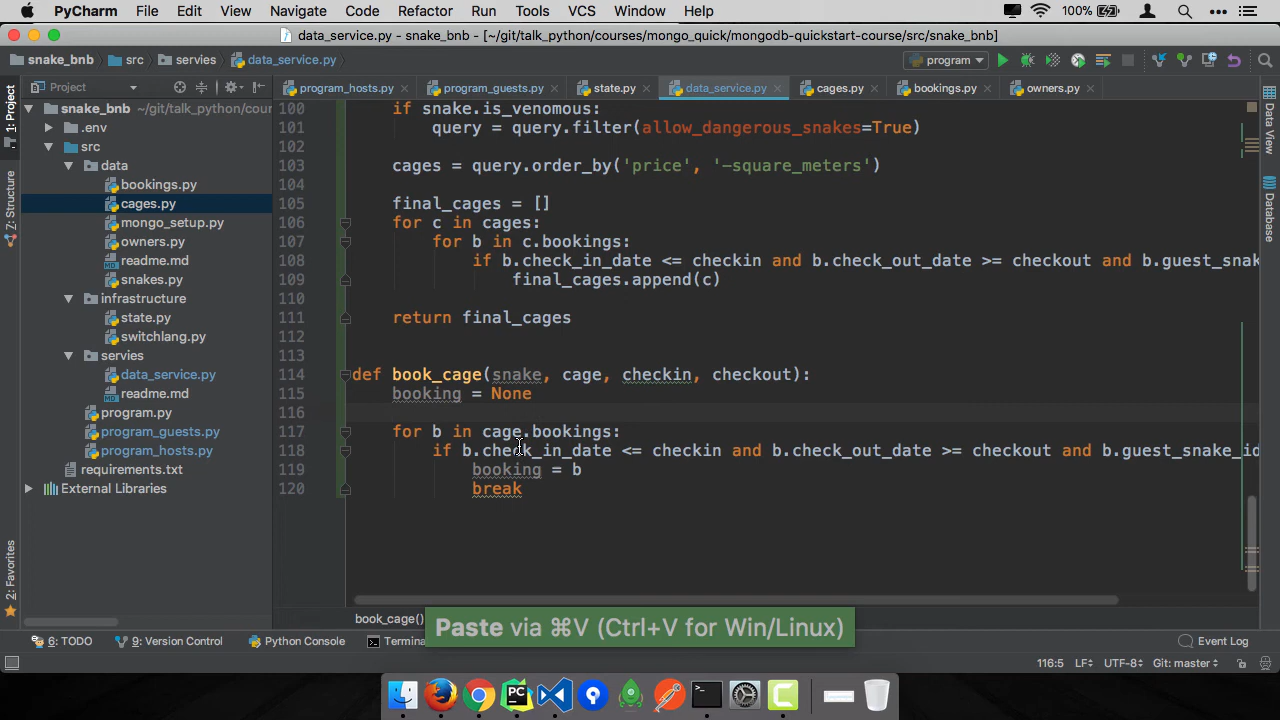 PyCharm File Edit View Navigate Code Refactor Run Tools VCS Window Help 100%
data_service.py - snake_bnb - [~/git/talk_python/courses/mongo_quick/mongodb-quickstart-course/src/snake_bnb]
snake_bnb src services data_service.py program
Project program_hosts.py program_guests.py state.py data_service.py cages.py bookings.py owners.py
1: Project
7: Structure
2: Favorites
Data View
Database
snake_bnb ~/git/talk_python/cour
.env
src
data
bookings.py
cages.py
mongo_setup.py
owners.py
readme.md
snakes.py
infrastructure
state.py
switchlang.py
servies
data_service.py
readme.md
program.py
program_guests.py
program_hosts.py
requirements.txt
External Libraries
100 if snake.is_venomous:
101 query = query.filter(allow_dangerous_snakes=True)
102
103 cages = query.order_by('price', '-square_meters')
104
105 final_cages = []
106 for c in cages:
107 for b in c.bookings:
108 if b.check_in_date <= checkin and b.check_out_date >= checkout and b.guest_snak
109 final_cages.append(c)
110
111 return final_cages
112
113
114 def book_cage(snake, cage, checkin, checkout):
115 booking = None
116
117 for b in cage.bookings:
118 if b.check_in_date <= checkin and b.check_out_date >= checkout and b.guest_snake_id
119 booking = b
120 break
book_cage()
Paste via ⌘V (Ctrl+V for Win/Linux)
6: TODO 9: Version Control Python Console Termin Event Log
116:5 LF÷ UTF-8÷ Git: master÷